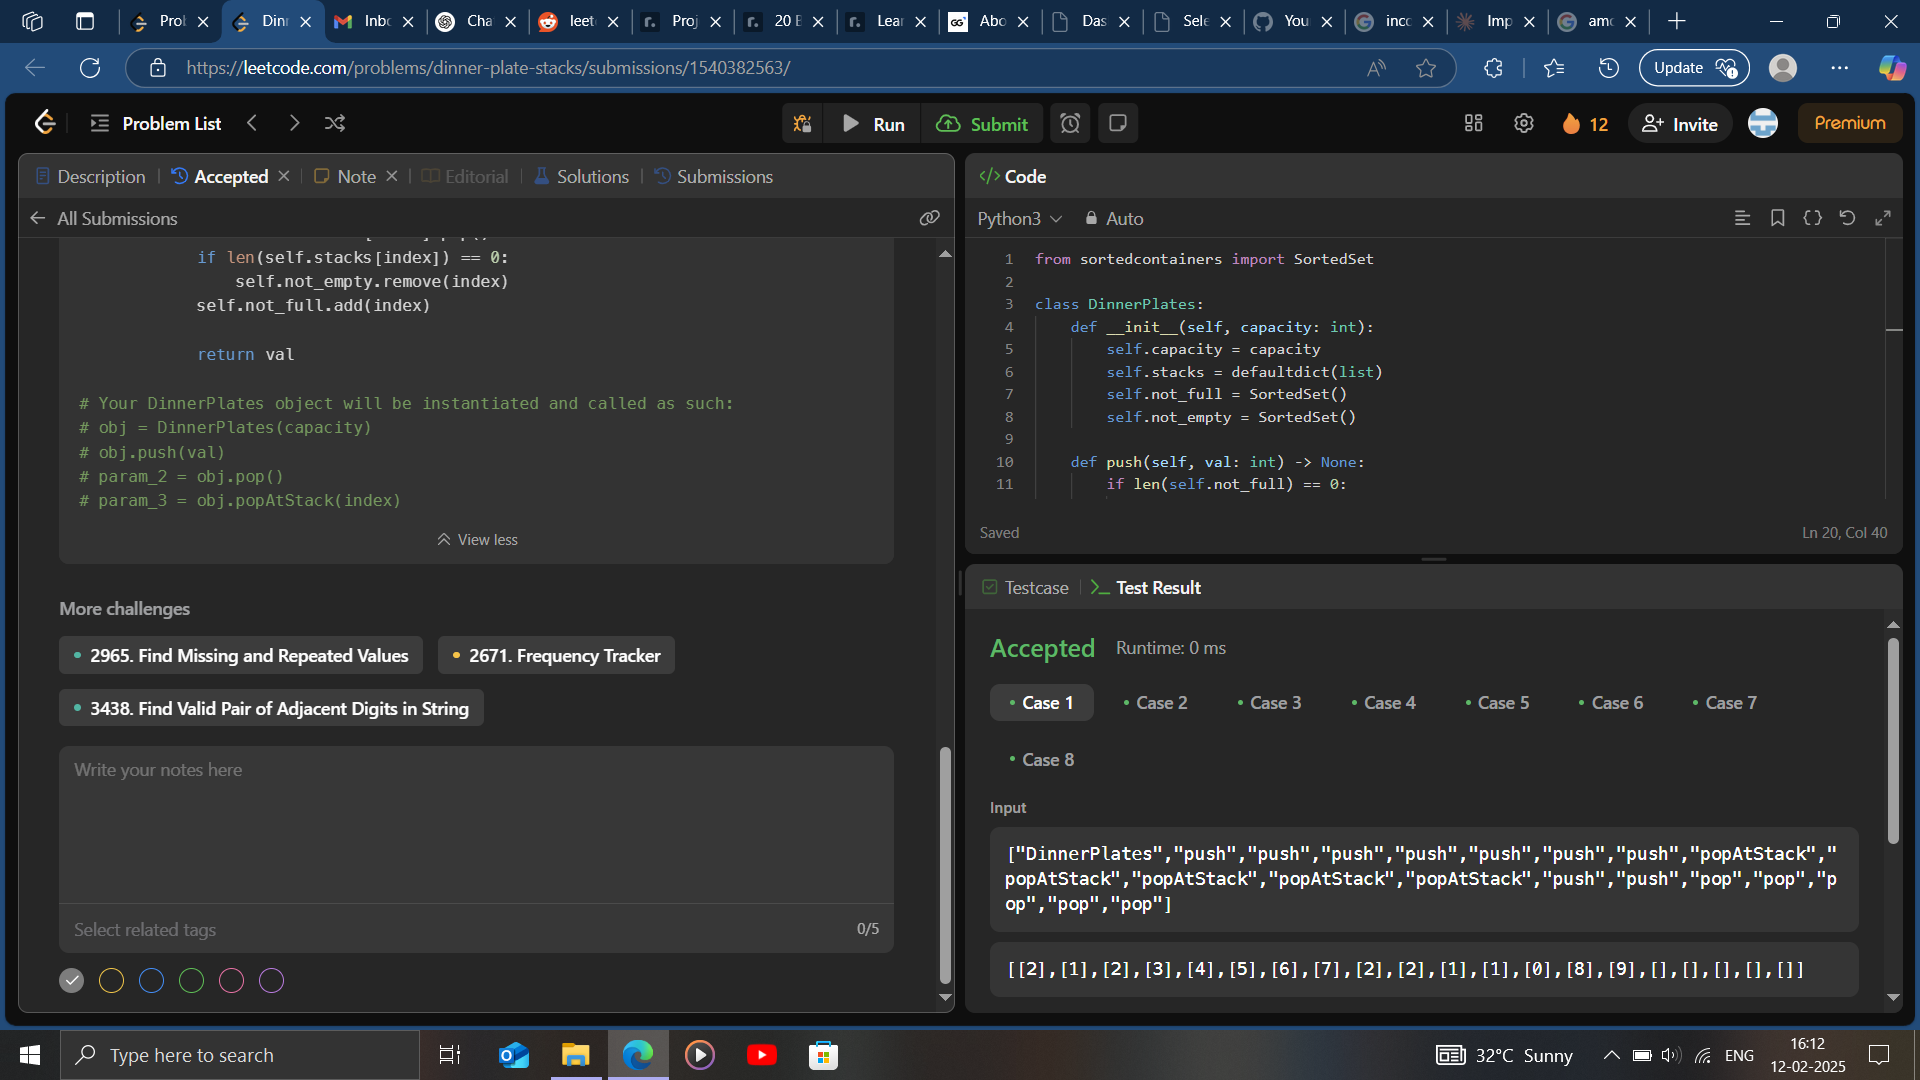 Prob
Dinn
Inbo
Cha
leet
Proj
20 B
Lear
Abo
Das
Sele
You
inco
Imp
ama
https://leetcode.com/problems/dinner-plate-stacks/submissions/1540382563/
Update
Problem List
Run
Submit
12
Invite
Premium
Description
Accepted
Note
Editorial
Solutions
Submissions
All Submissions
if len(self.stacks[index]) == 0:
self.not_empty.remove(index)
self.not_full.add(index)
return val
# Your DinnerPlates object will be instantiated and called as such:
# obj = DinnerPlates(capacity)
# obj.push(val)
# param_2 = obj.pop()
# param_3 = obj.popAtStack(index)
View less
More challenges
2965. Find Missing and Repeated Values
2671. Frequency Tracker
3438. Find Valid Pair of Adjacent Digits in String
Write your notes here
Select related tags
0/5
</> Code
Python3
Auto
1 from sortedcontainers import SortedSet
2
3 class DinnerPlates:
4 def __init__(self, capacity: int):
5 self.capacity = capacity
6 self.stacks = defaultdict(list)
7 self.not_full = SortedSet()
8 self.not_empty = SortedSet()
9
10 def push(self, val: int) -> None:
11 if len(self.not_full) == 0:
Saved
Ln 20, Col 40
Testcase
Test Result
Accepted
Runtime: 0 ms
Case 1
Case 2
Case 3
Case 4
Case 5
Case 6
Case 7
Case 8
Input
["DinnerPlates","push","push","push","push","push","push","push","popAtStack","
popAtStack","popAtStack","popAtStack","popAtStack","push","push","pop","pop","p
op","pop","pop"]
[[2],[1],[2],[3],[4],[5],[6],[7],[2],[2],[1],[1],[0],[8],[9],[],[],[],[],[]]
Type here to search
32°C Sunny
ENG
16:12
12-02-2025